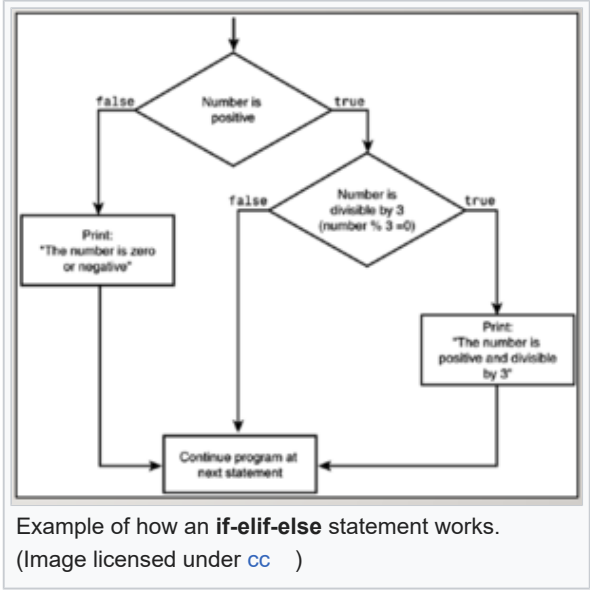 false
Number is
positive
true
false
Number is
divisible by 3
(number % 3 =0)
true
Print:
"The number is zero
or negative"
Print:
"The number is
positive and divisible
by 3"
Continue program at
next statement
Example of how an if-elif-else statement works.
(Image licensed under cc )